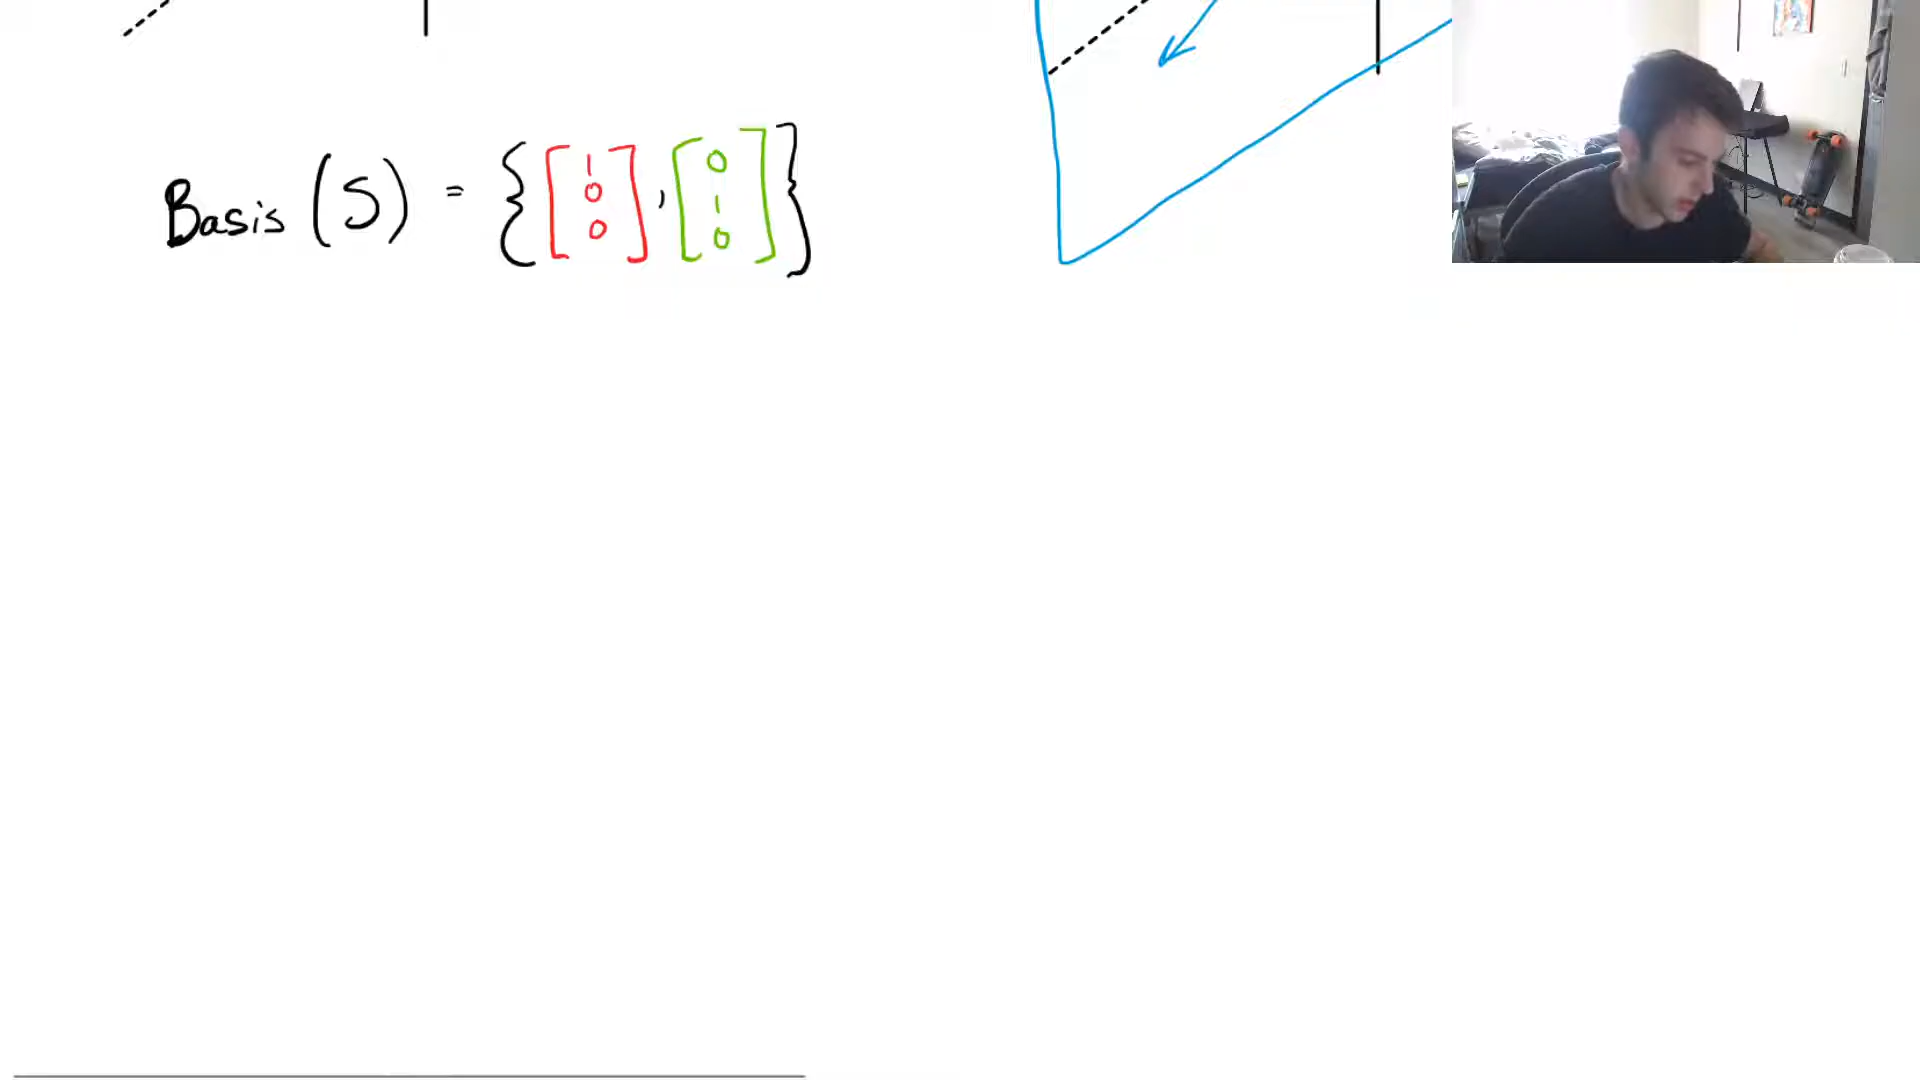 Basis (S) = {[1 0 0], [0 1 0]}